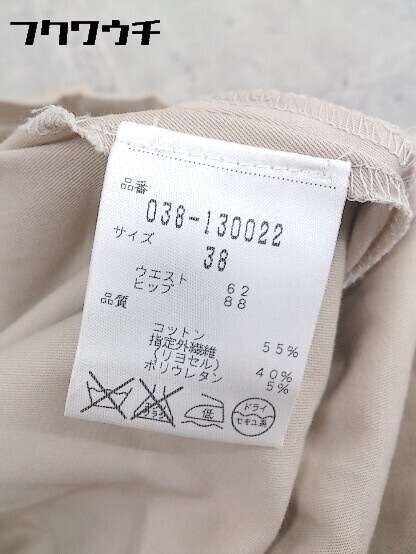 フクワウチ
品番
038-130022
サイズ
38
ウエスト 62
ヒップ 88
品質
コットン 55%
指定外繊維
(リヨセル) 40%
ポリウレタン 5%
低
ドライ
セキユ系